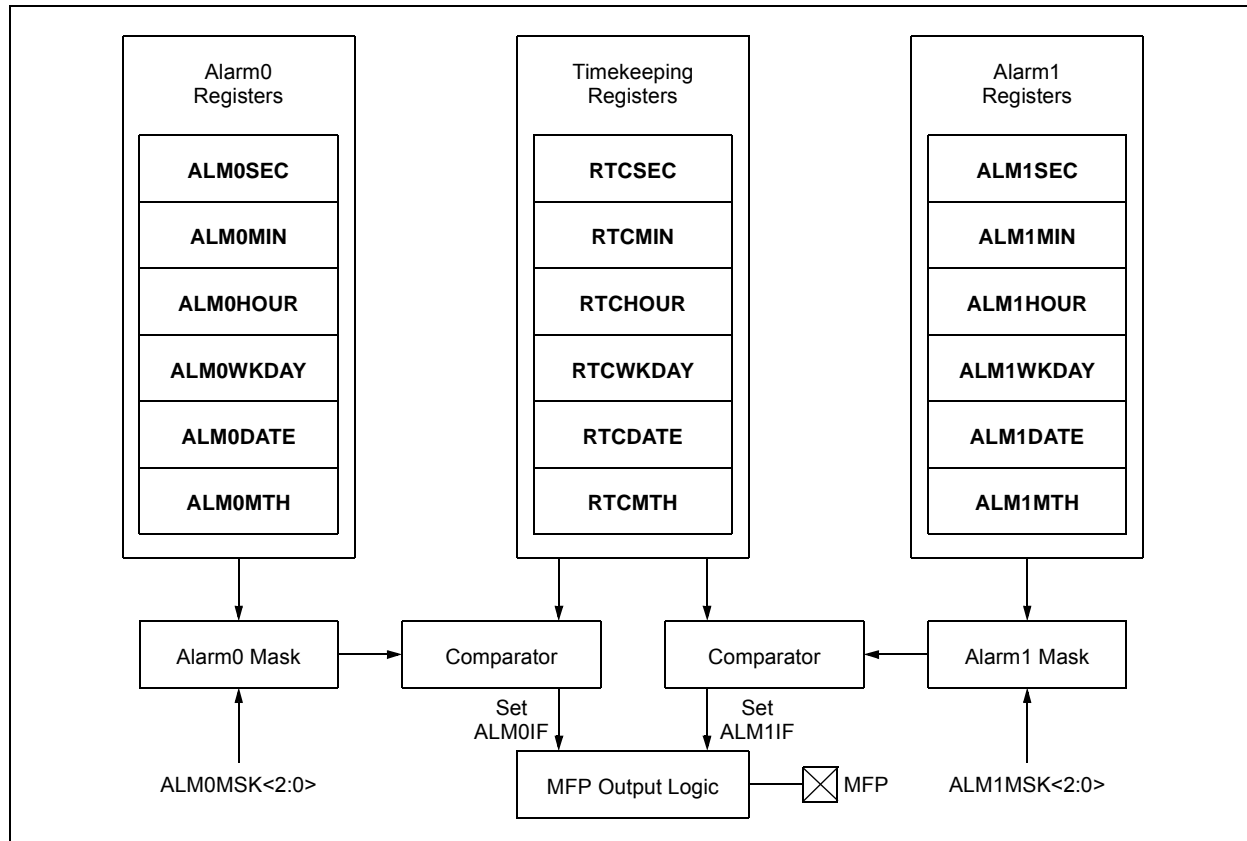 Alarm0
Registers
ALM0SEC
ALM0MIN
ALM0HOUR
ALM0WKDAY
ALM0DATE
ALM0MTH
Timekeeping
Registers
RTCSEC
RTCMIN
RTCHOUR
RTCWKDAY
RTCDATE
RTCMTH
Alarm1
Registers
ALM1SEC
ALM1MIN
ALM1HOUR
ALM1WKDAY
ALM1DATE
ALM1MTH
Alarm0 Mask
Comparator
Comparator
Alarm1 Mask
Set
ALM0IF
Set
ALM1IF
ALM0MSK<2:0>
MFP Output Logic
MFP
ALM1MSK<2:0>